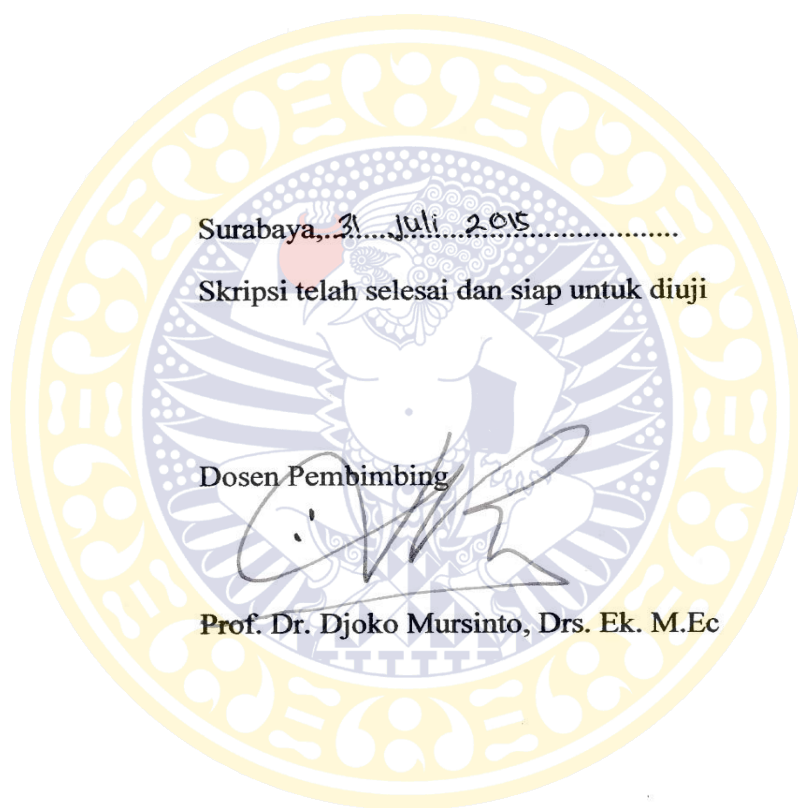 Surabaya,..31....Juli...2015.........................
Skripsi telah selesai dan siap untuk diuji
Dosen Pembimbing
Prof. Dr. Djoko Mursinto, Drs. Ek. M.Ec